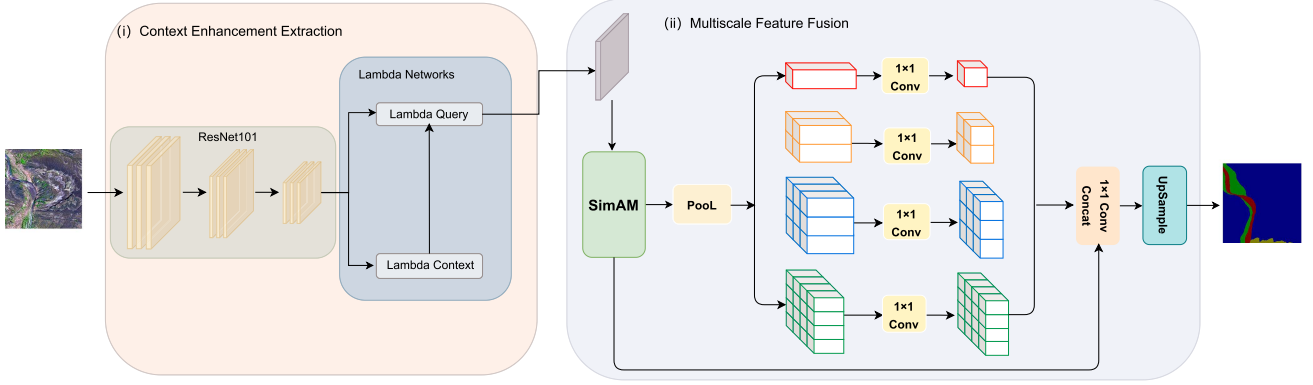 (i) Context Enhancement Extraction
Lambda Networks
Lambda Query
ResNet101
Lambda Context
(ii) Multiscale Feature Fusion
SimAM
PooL
1×1
Conv
1×1
Conv
1×1
Conv
1×1
Conv
1×1 Conv
Concat
UpSample